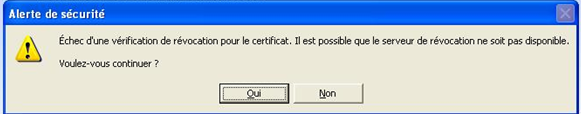 Alerte de sécurité
Échec d'une vérification de révocation pour le certificat. Il est possible que le serveur de révocation ne soit pas disponible.
Voulez-vous continuer ?
Oui
Non